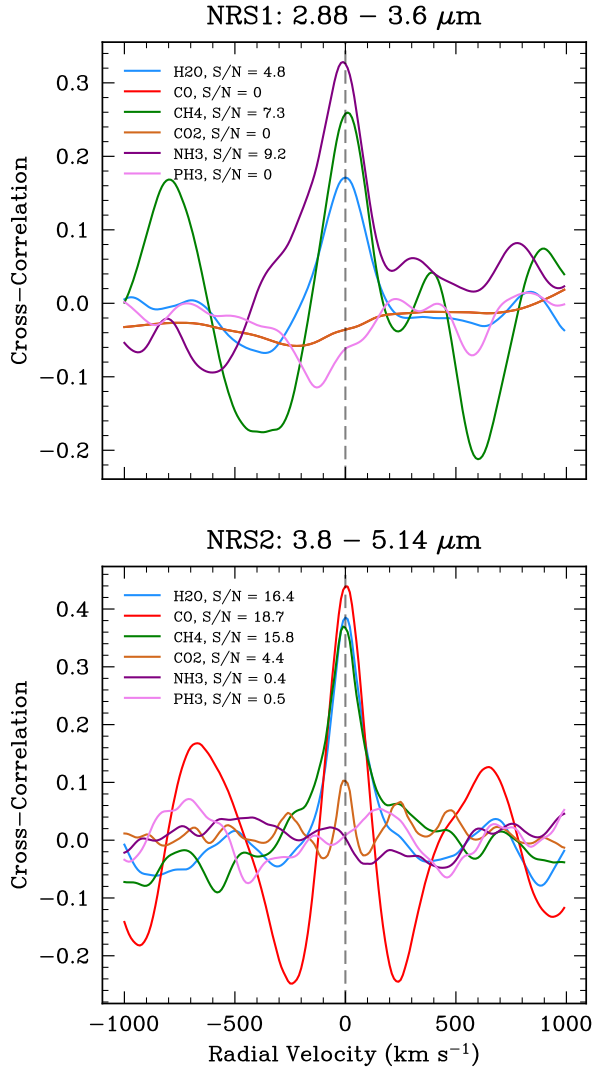 NRS1: 2.88 − 3.6 μm
H2O, S/N = 4.8
CO, S/N = 0
CH4, S/N = 7.3
CO2, S/N = 0
NH3, S/N = 9.2
PH3, S/N = 0
0.3
0.2
0.1
0.0
−0.1
−0.2
Cross−Correlation
NRS2: 3.8 − 5.14 μm
H2O, S/N = 16.4
CO, S/N = 18.7
CH4, S/N = 15.8
CO2, S/N = 4.4
NH3, S/N = 0.4
PH3, S/N = 0.5
0.4
0.3
0.2
0.1
0.0
−0.1
−0.2
Cross−Correlation
−1000 −500 0 500 1000
Radial Velocity (km s⁻¹)